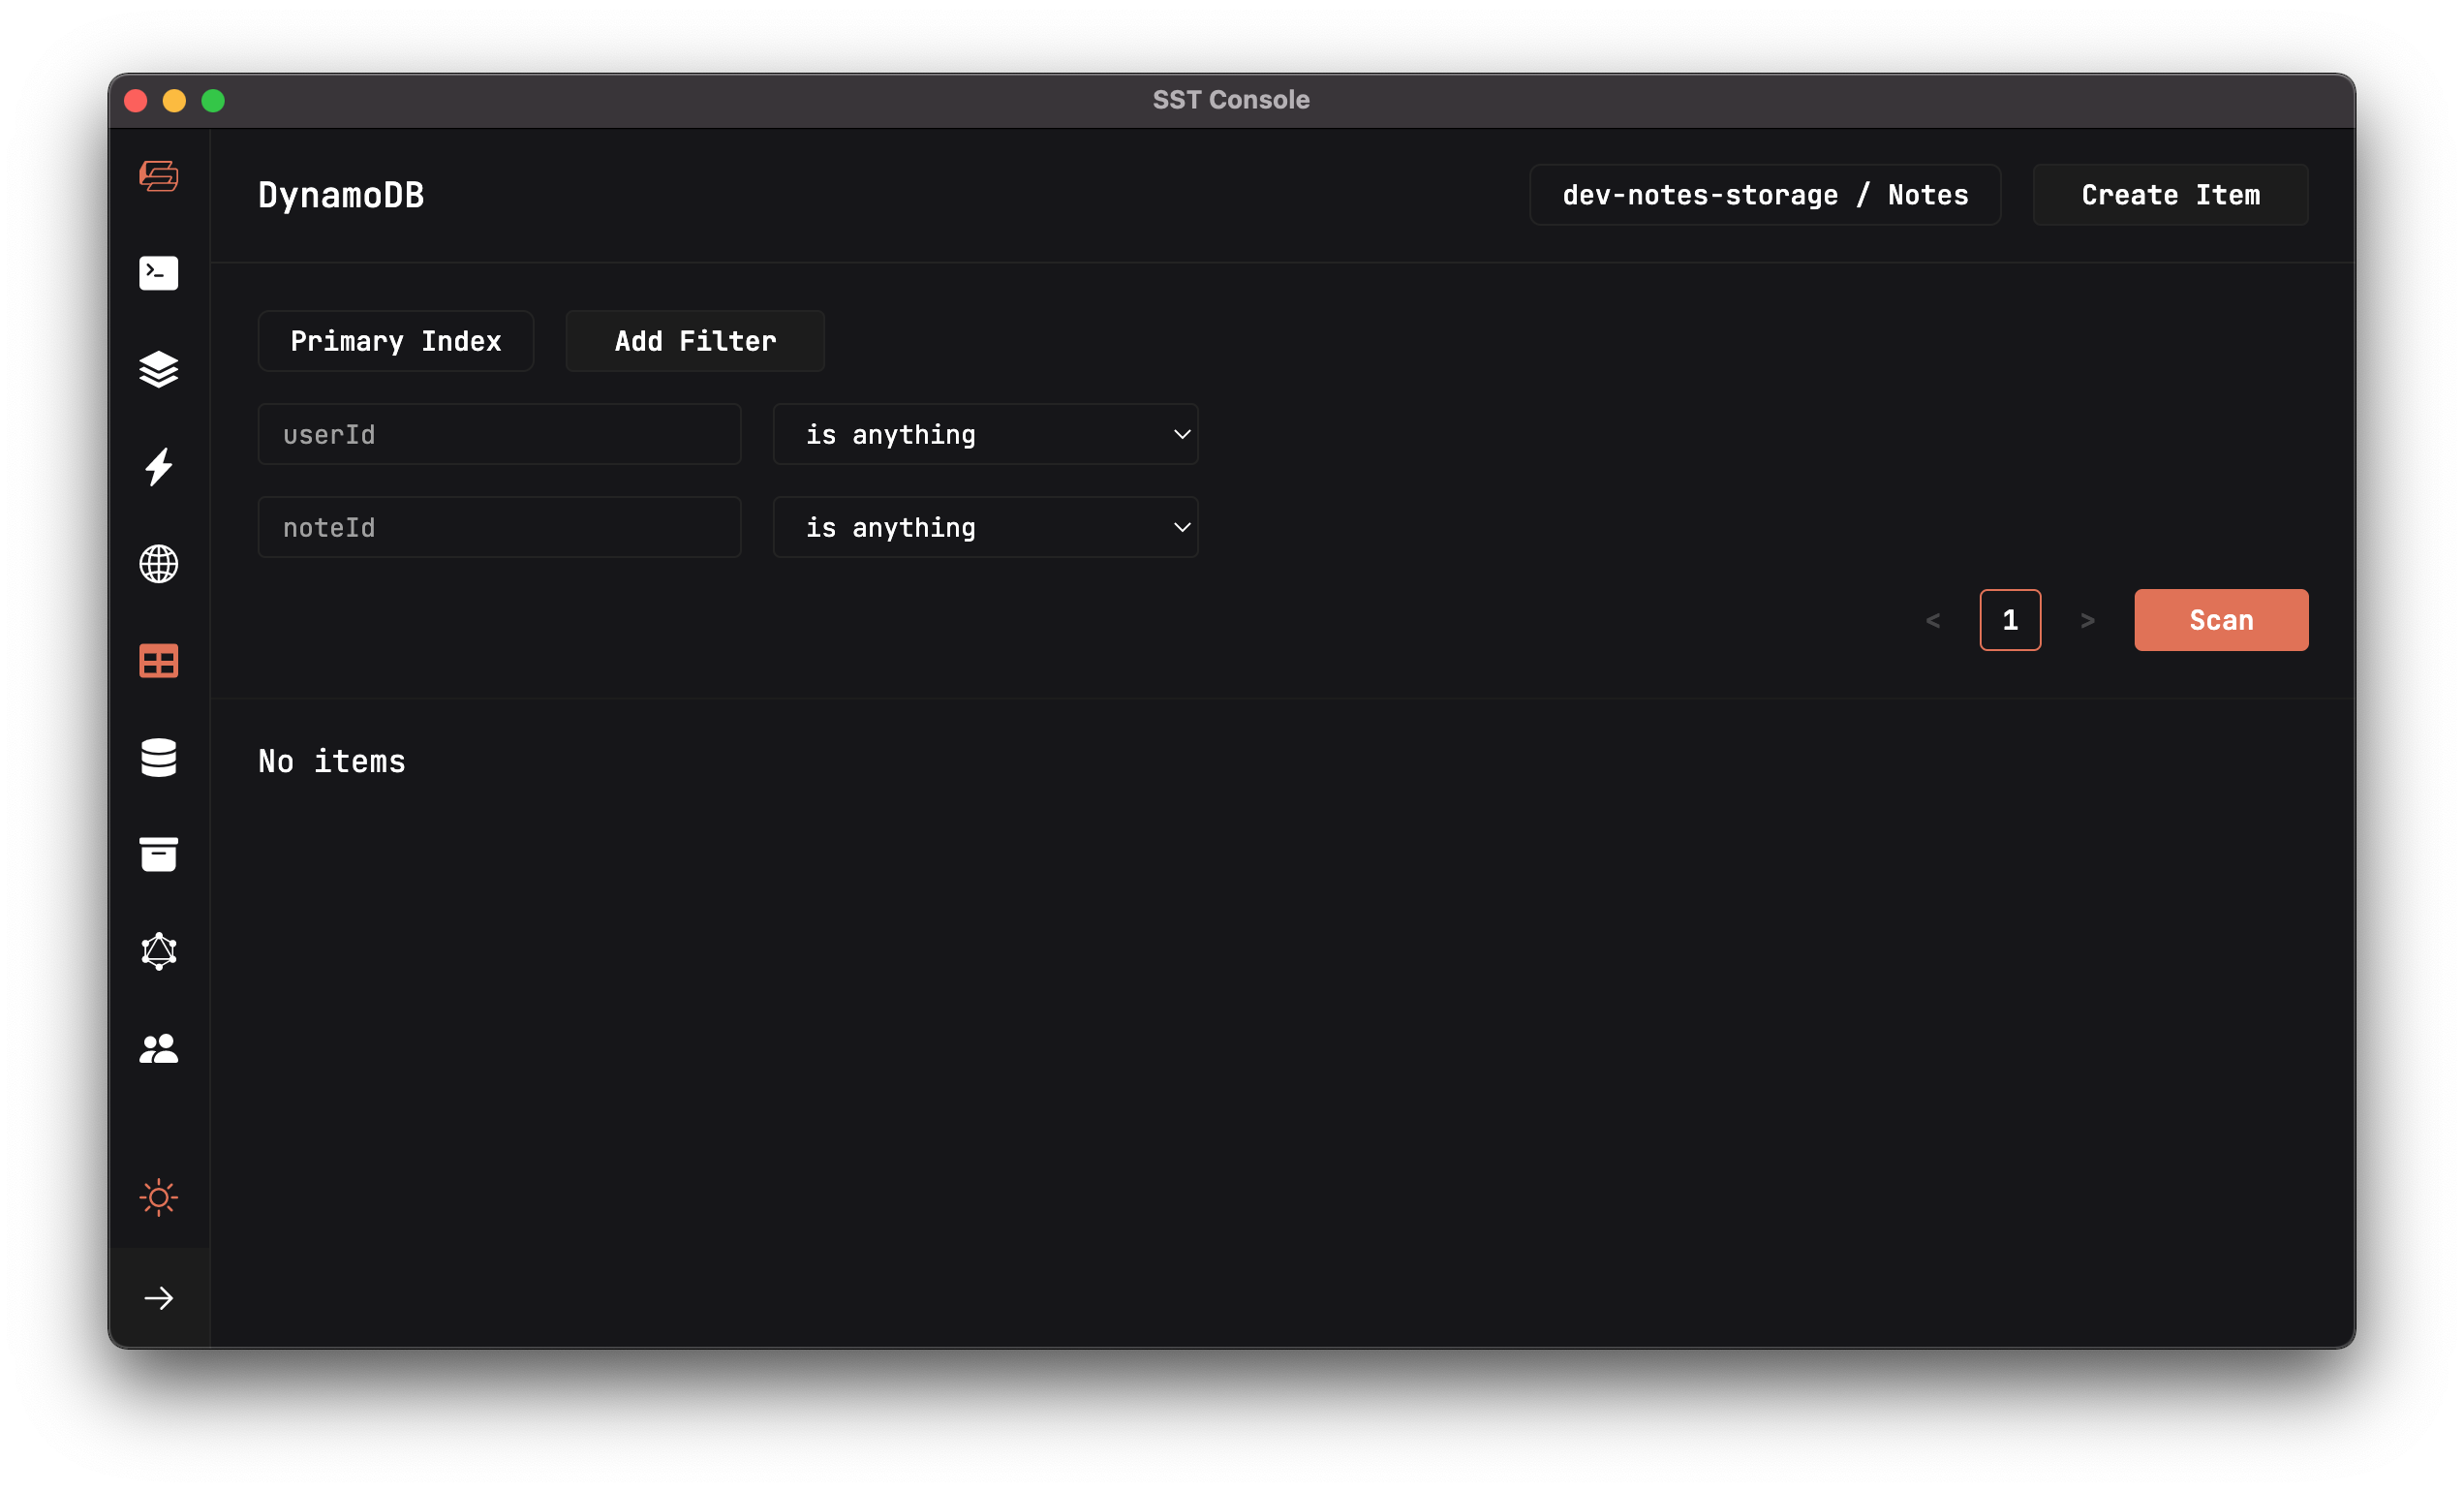 SST Console
DynamoDB
dev-notes-storage / Notes
Create Item
Primary Index
Add Filter
userId
is anything
noteId
is anything
< 1 >
Scan
No items